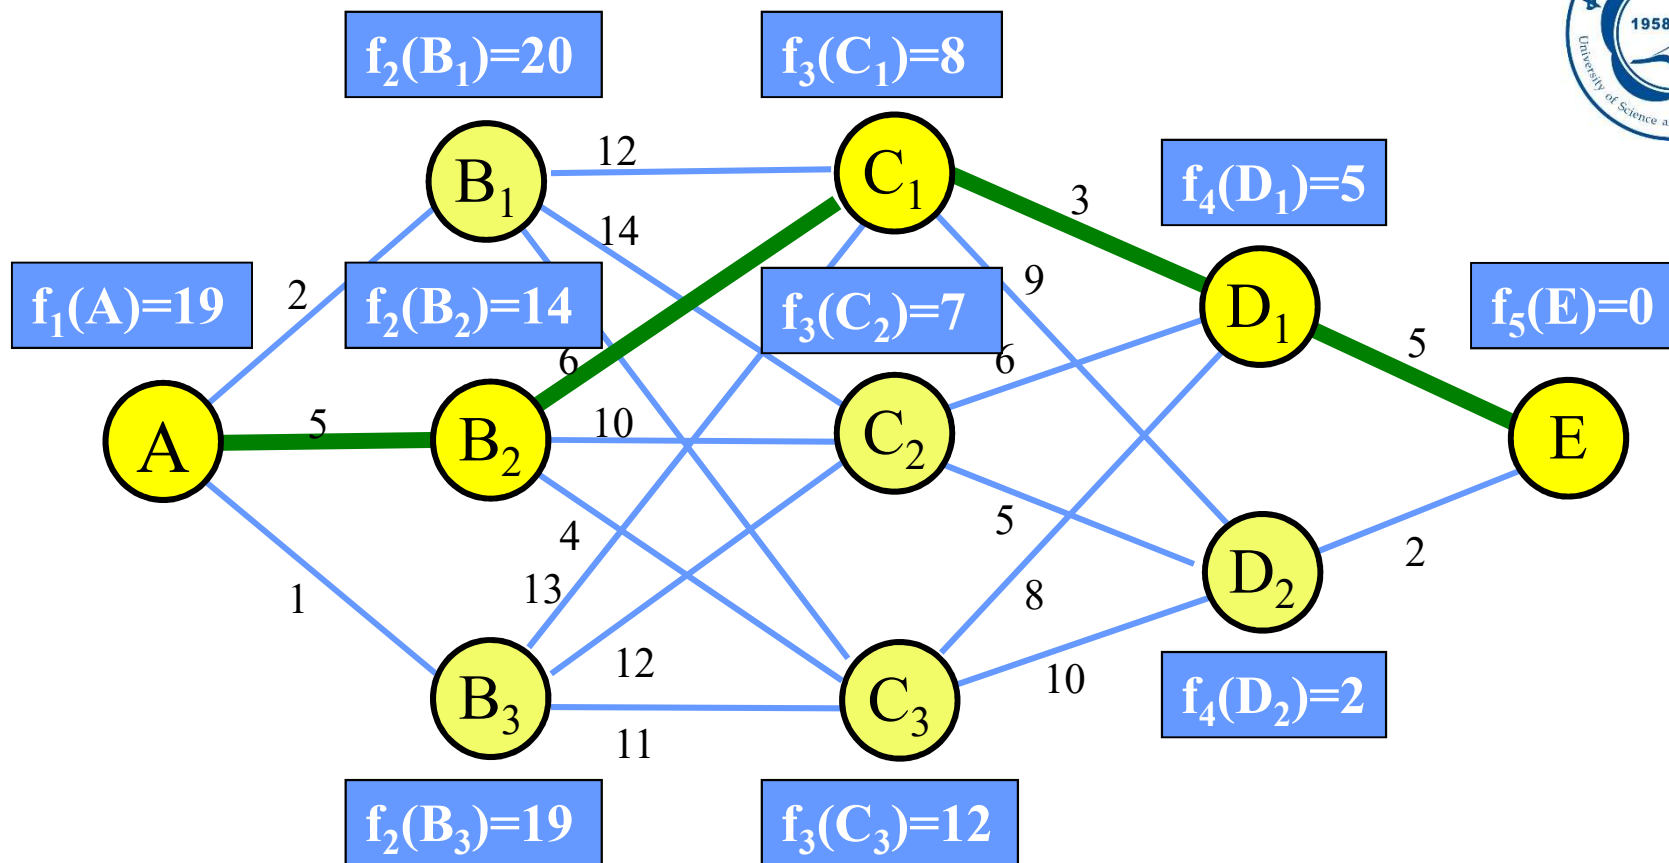 f₂(B₁)=20
f₃(C₁)=8
1958
University of Science a
f₄(D₁)=5
f₁(A)=19
f₂(B₂)=14
f₃(C₂)=7
f₅(E)=0
B₁
C₁
D₁
A
B₂
C₂
E
D₂
B₃
C₃
12
14
3
9
2
6
6
5
5
10
4
5
2
1
13
8
12
10
11
f₄(D₂)=2
f₂(B₃)=19
f₃(C₃)=12